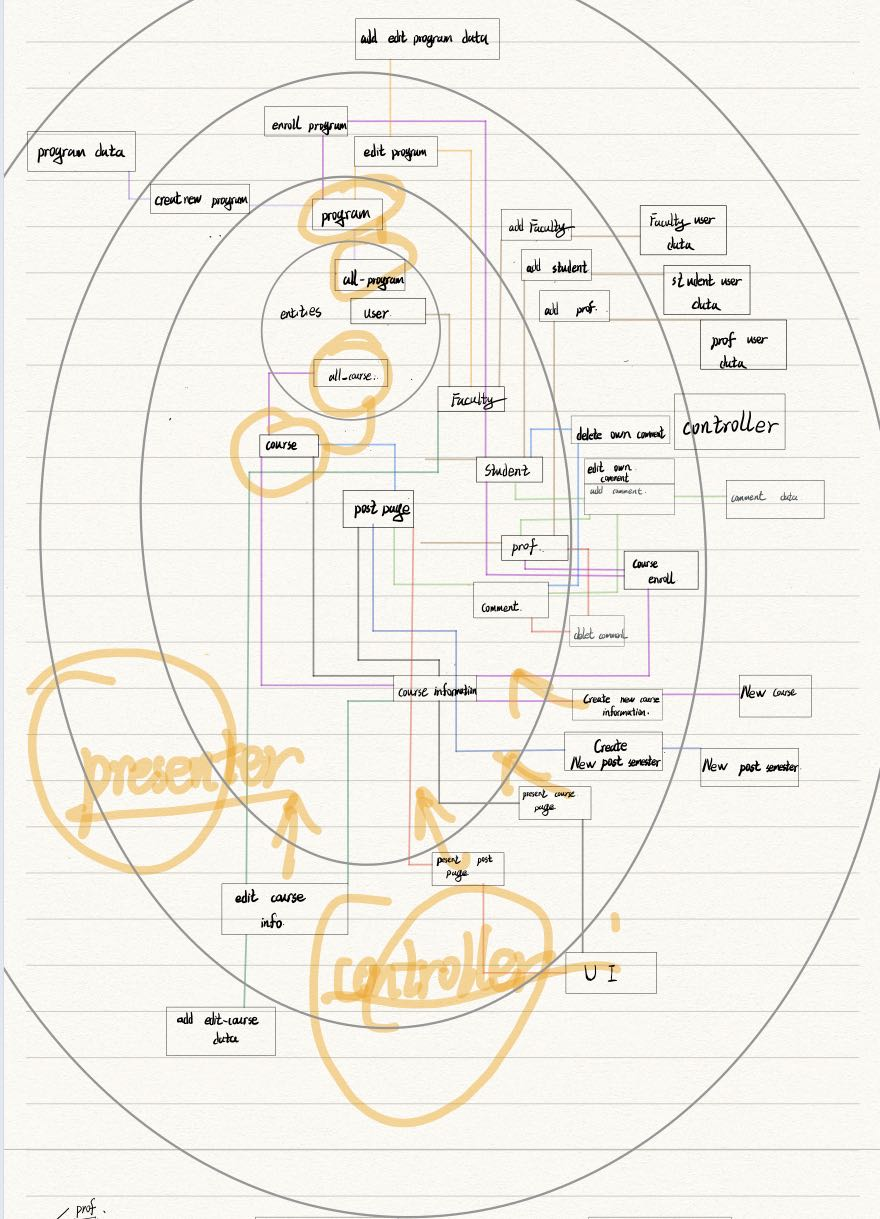 add edit program data
enroll program
edit program
program data
creat new program
program
add Faculty
Faculty user
data
add student
student user
data
all-program
entities
user.
add prof.
prof user
data
all-course.
Faculty
controller
delete own comment
course
Student
edit own
comment
add comment.
comment data
post page
prof.
course
enroll
comment.
delet comment
course information
Create new course
information.
New course
presenter
Create
New post semester
New post semester
present course
page
present post
page
edit course
info.
controller
UI
add edit-course
data
prof.